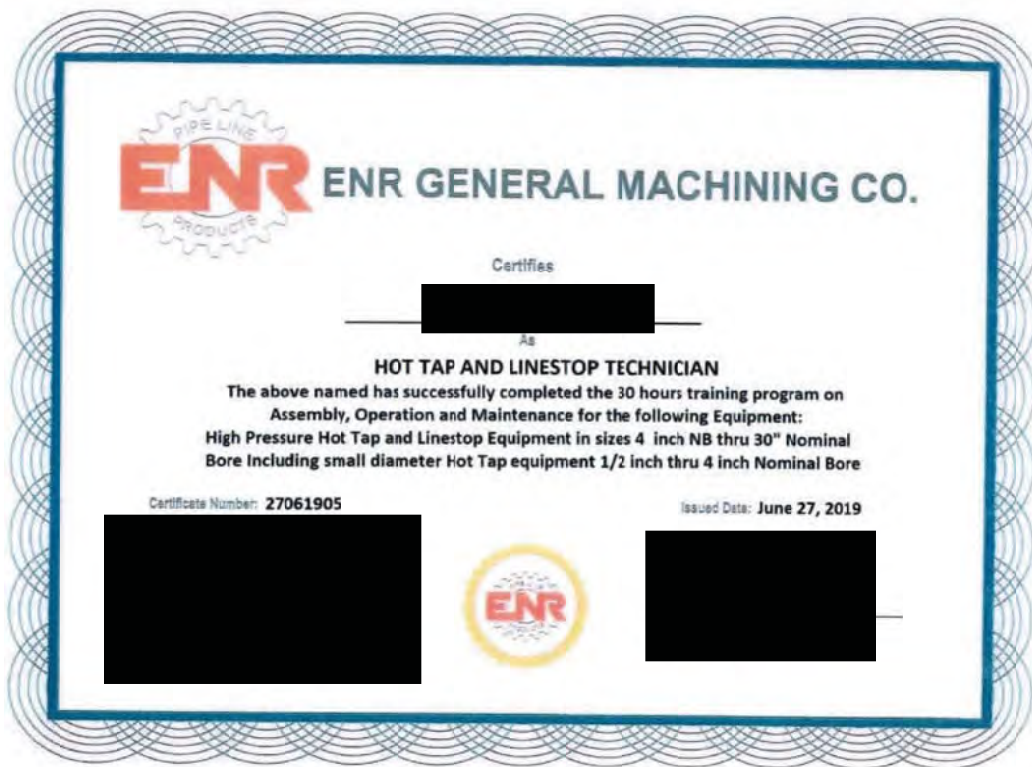 PIPE LINE
ENR
PRODUCTS
ENR GENERAL MACHINING CO.
Certifies
As
HOT TAP AND LINESTOP TECHNICIAN
The above named has successfully completed the 30 hours training program on
Assembly, Operation and Maintenance for the following Equipment:
High Pressure Hot Tap and Linestop Equipment in sizes 4 inch NB thru 30" Nominal
Bore Including small diameter Hot Tap equipment 1/2 inch thru 4 inch Nominal Bore
Certificate Number: 27061905
Issued Date: June 27, 2019
ENR